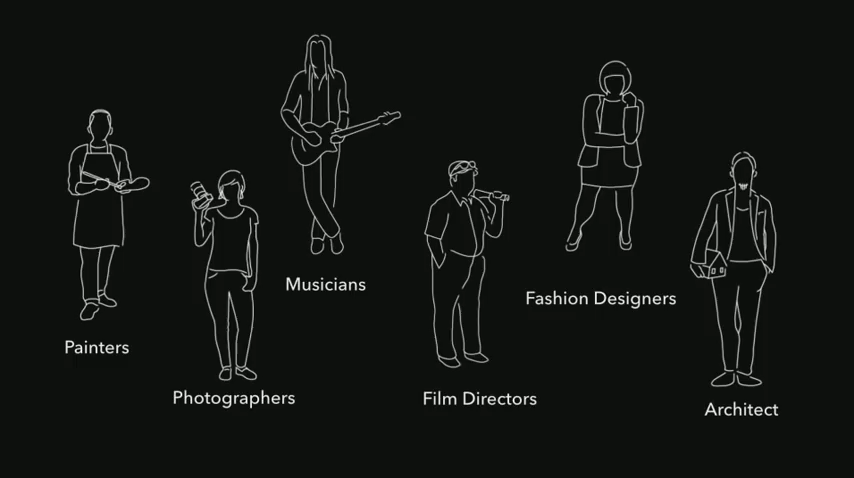 Musicians
Fashion Designers
Painters
Photographers
Film Directors
Architect